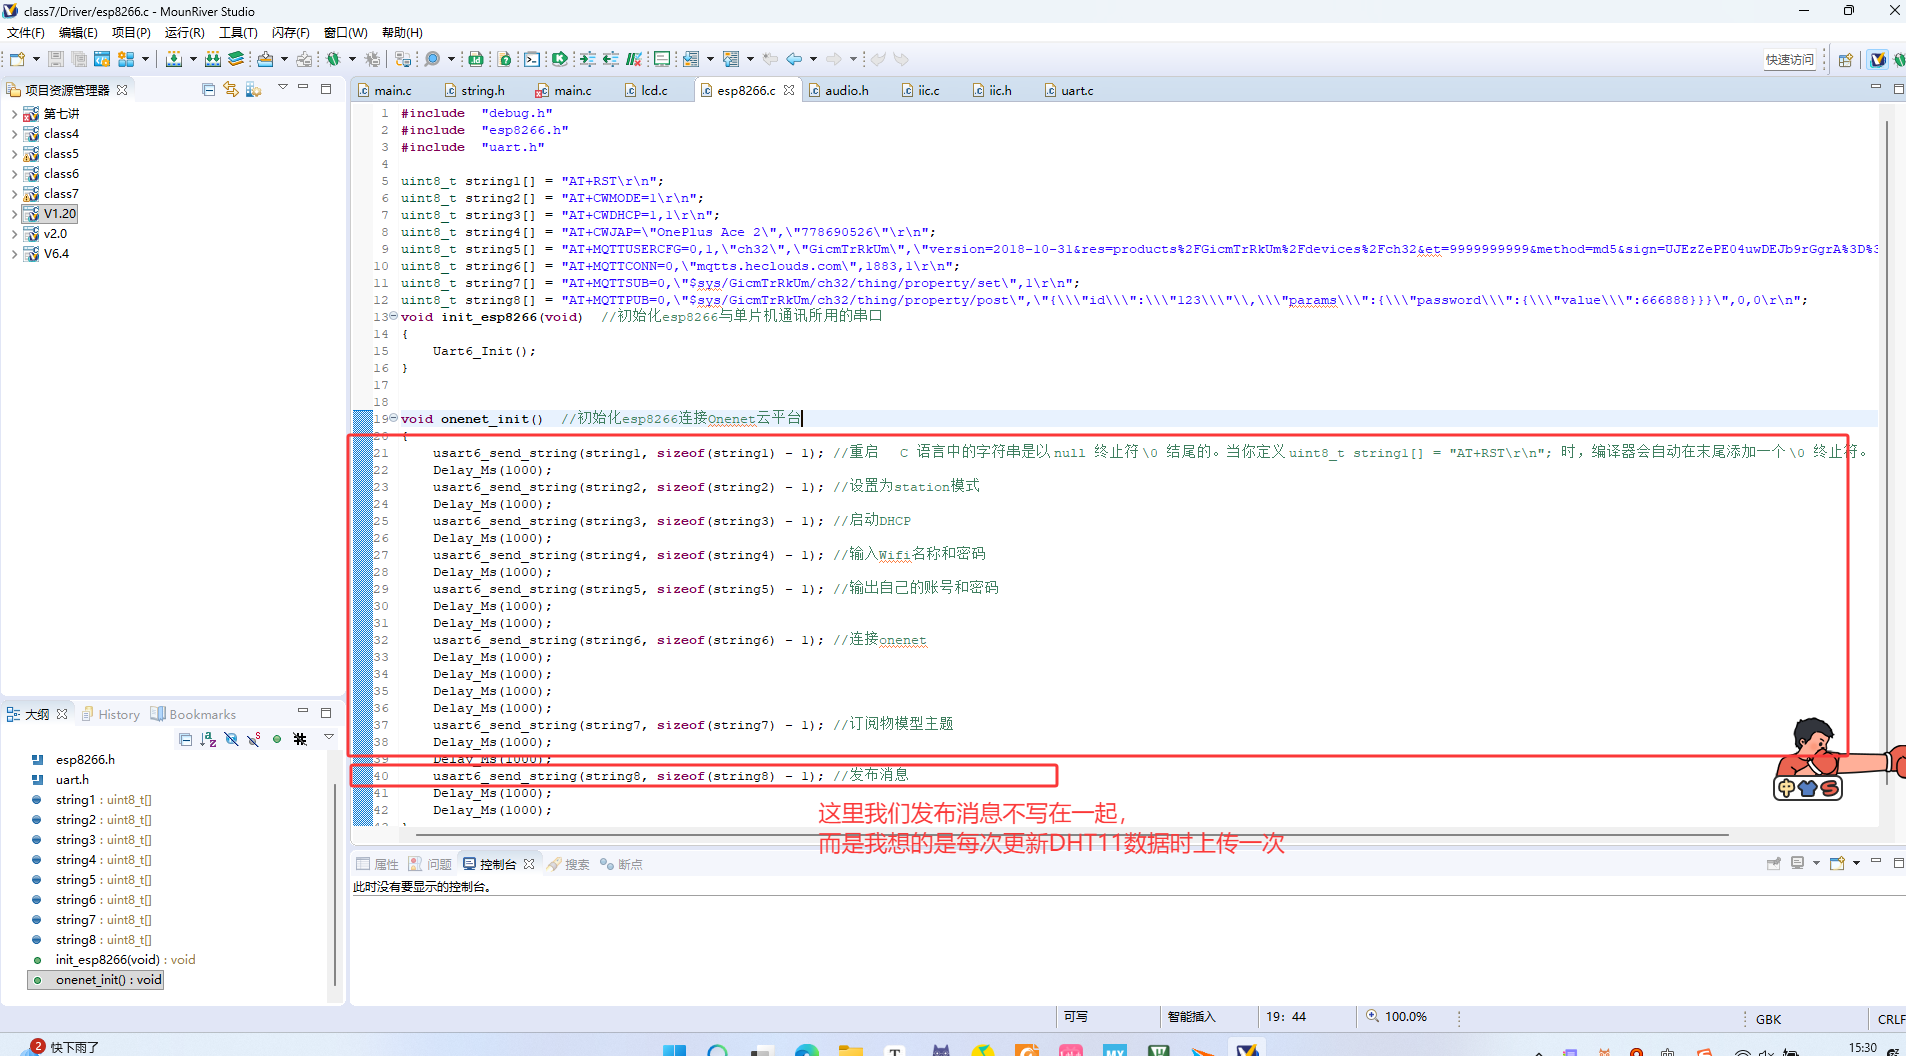 class7/Driver/esp8266.c - MounRiver Studio
文件(F) 编辑(E) 项目(P) 运行(R) 工具(T) 闪存(F) 窗口(W) 帮助(H)
快速访问
项目资源管理器
第七讲
class4
class5
class6
class7
V1.20
v2.0
V6.4
main.c string.h main.c lcd.c esp8266.c audio.h iic.c iic.h uart.c
1 #include  "debug.h"
2 #include  "esp8266.h"
3 #include  "uart.h"
4
5 uint8_t string1[] = "AT+RST\r\n";
6 uint8_t string2[] = "AT+CWMODE=1\r\n";
7 uint8_t string3[] = "AT+CWDHCP=1,1\r\n";
8 uint8_t string4[] = "AT+CWJAP=\"OnePlus Ace 2\",\"778690526\"\r\n";
9 uint8_t string5[] = "AT+MQTTUSERCFG=0,1,\"ch32\",\"GicmTrRkUm\",\"version=2018-10-31&res=products%2FGicmTrRkUm%2Fdevices%2Fch32&et=9999999999&method=md5&sign=UJEzZePE04uwDEJb9rGgrA%3D%3
10 uint8_t string6[] = "AT+MQTTCONN=0,\"mqtts.heclouds.com\",1883,1\r\n";
11 uint8_t string7[] = "AT+MQTTSUB=0,\"$sys/GicmTrRkUm/ch32/thing/property/set\",1\r\n";
12 uint8_t string8[] = "AT+MQTTPUB=0,\"$sys/GicmTrRkUm/ch32/thing/property/post\",\"{\\\"id\\\":\\\"123\\\"\\,\\\"params\\\":{\\\"password\\\":{\\\"value\\\":666888}}}\",0,0\r\n";
13 void init_esp8266(void)  //初始化esp8266与单片机通讯所用的串口
14 {
15     Uart6_Init();
16 }
17
18
19 void onenet_init()  //初始化esp8266连接Onenet云平台
20 {
21     usart6_send_string(string1, sizeof(string1) - 1); //重启   C 语言中的字符串是以null 终止符\0 结尾的。当你定义uint8_t string1[] = "AT+RST\r\n"; 时，编译器会自动在末尾添加一个\0 终止符。
22     Delay_Ms(1000);
23     usart6_send_string(string2, sizeof(string2) - 1); //设置为station模式
24     Delay_Ms(1000);
25     usart6_send_string(string3, sizeof(string3) - 1); //启动DHCP
26     Delay_Ms(1000);
27     usart6_send_string(string4, sizeof(string4) - 1); //输入Wifi名称和密码
28     Delay_Ms(1000);
29     usart6_send_string(string5, sizeof(string5) - 1); //输出自己的账号和密码
30     Delay_Ms(1000);
31     Delay_Ms(1000);
32     usart6_send_string(string6, sizeof(string6) - 1); //连接onenet
33     Delay_Ms(1000);
34     Delay_Ms(1000);
35     Delay_Ms(1000);
36     Delay_Ms(1000);
37     usart6_send_string(string7, sizeof(string7) - 1); //订阅物模型主题
38     Delay_Ms(1000);
39     Delay_Ms(1000);
40     usart6_send_string(string8, sizeof(string8) - 1); //发布消息
41     Delay_Ms(1000);
42     Delay_Ms(1000);
这里我们发布消息不写在一起，
而是我想的是每次更新DHT11数据时上传一次
中 S
大纲 History Bookmarks
esp8266.h
uart.h
string1 : uint8_t[]
string2 : uint8_t[]
string3 : uint8_t[]
string4 : uint8_t[]
string5 : uint8_t[]
string6 : uint8_t[]
string7 : uint8_t[]
string8 : uint8_t[]
init_esp8266(void) : void
onenet_init() : void
属性 问题 控制台 搜索 断点
此时没有要显示的控制台。
可写 智能插入 19: 44 100.0% GBK CRLF
2 快下雨了
15:30